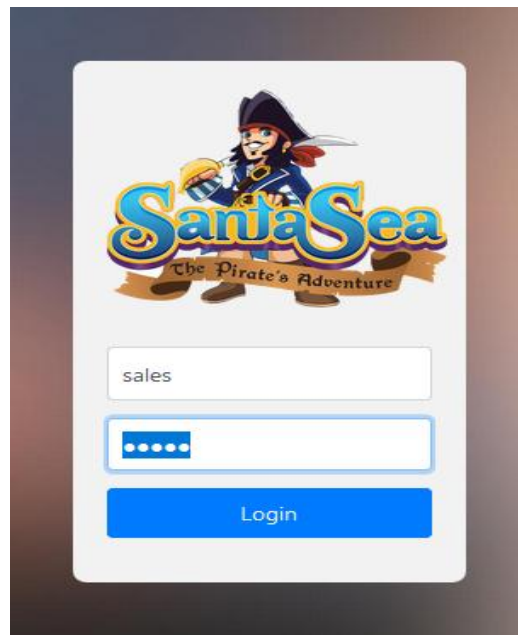 SantaSea
The Pirate's Adventure
sales
•••••
Login